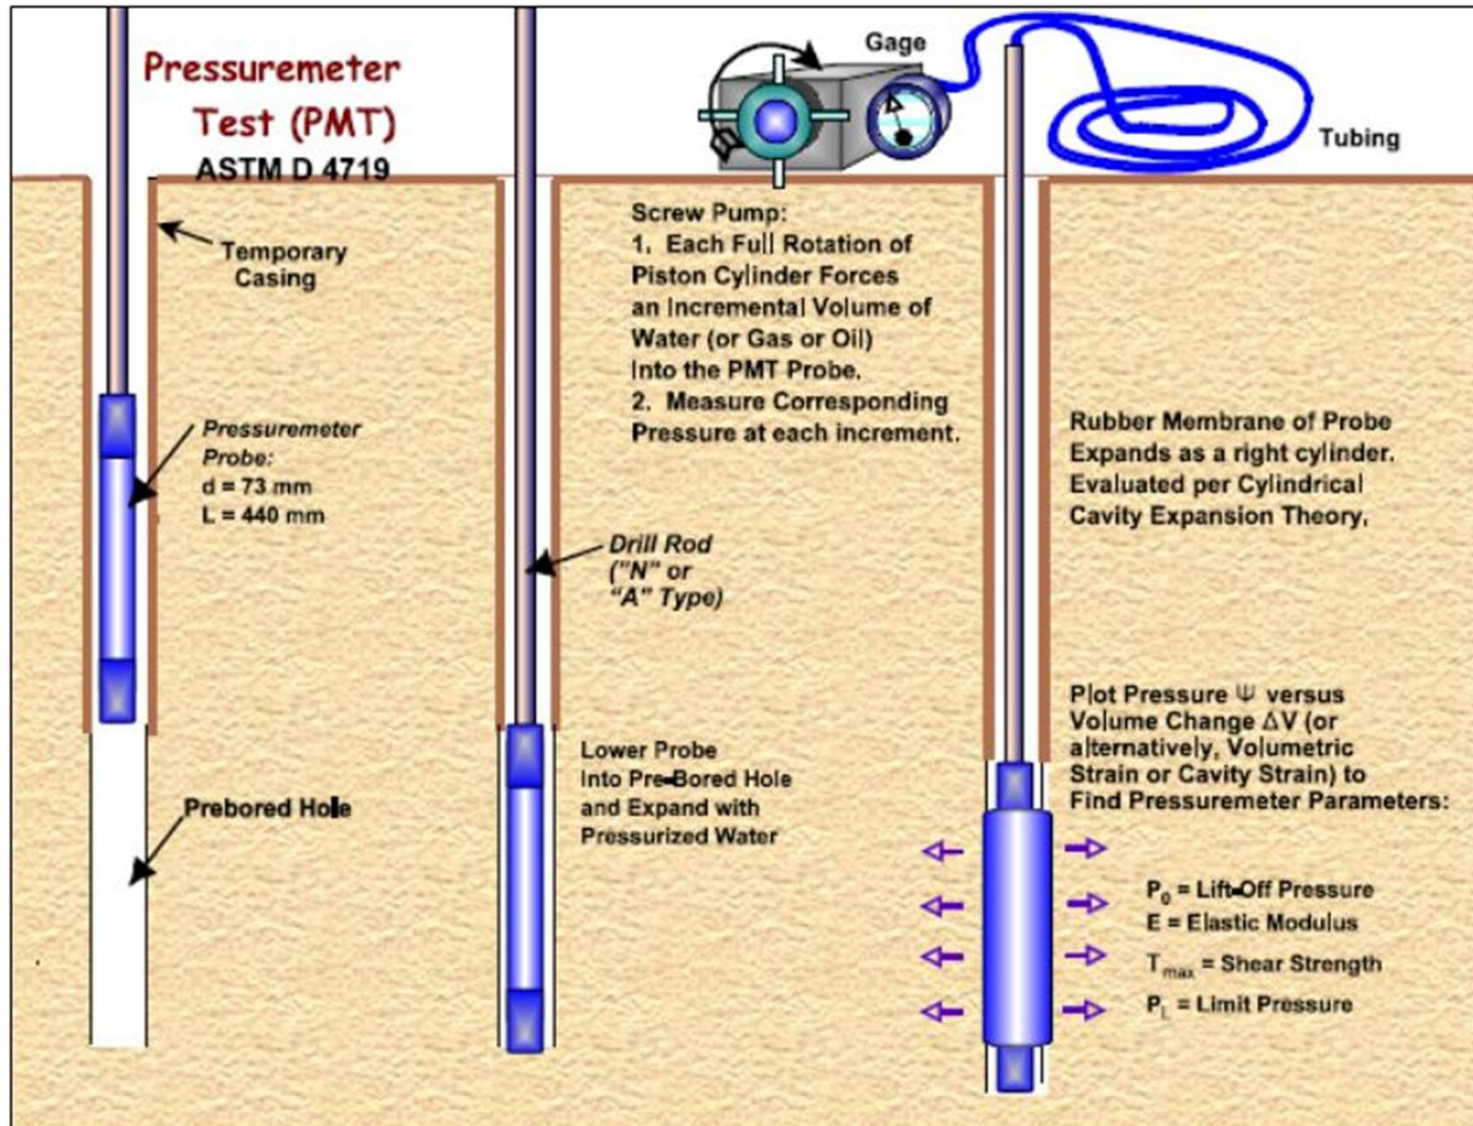 Pressuremeter
Test (PMT)
ASTM D 4719
Temporary
Casing
Pressuremeter
Probe:
d = 73 mm
L = 440 mm
Prebored Hole
Gage
Tubing
Screw Pump:
1. Each Full Rotation of
Piston Cylinder Forces
an Incremental Volume of
Water (or Gas or Oil)
Into the PMT Probe.
2. Measure Corresponding
Pressure at each increment.
Drill Rod
("N" or
"A" Type)
Lower Probe
Into Pre-Bored Hole
and Expand with
Pressurized Water
Rubber Membrane of Probe
Expands as a right cylinder.
Evaluated per Cylindrical
Cavity Expansion Theory.
Plot Pressure Ψ versus
Volume Change ΔV (or
alternatively, Volumetric
Strain or Cavity Strain) to
Find Pressuremeter Parameters:
P₀ = Lift-Off Pressure
E = Elastic Modulus
Tmax = Shear Strength
PL = Limit Pressure